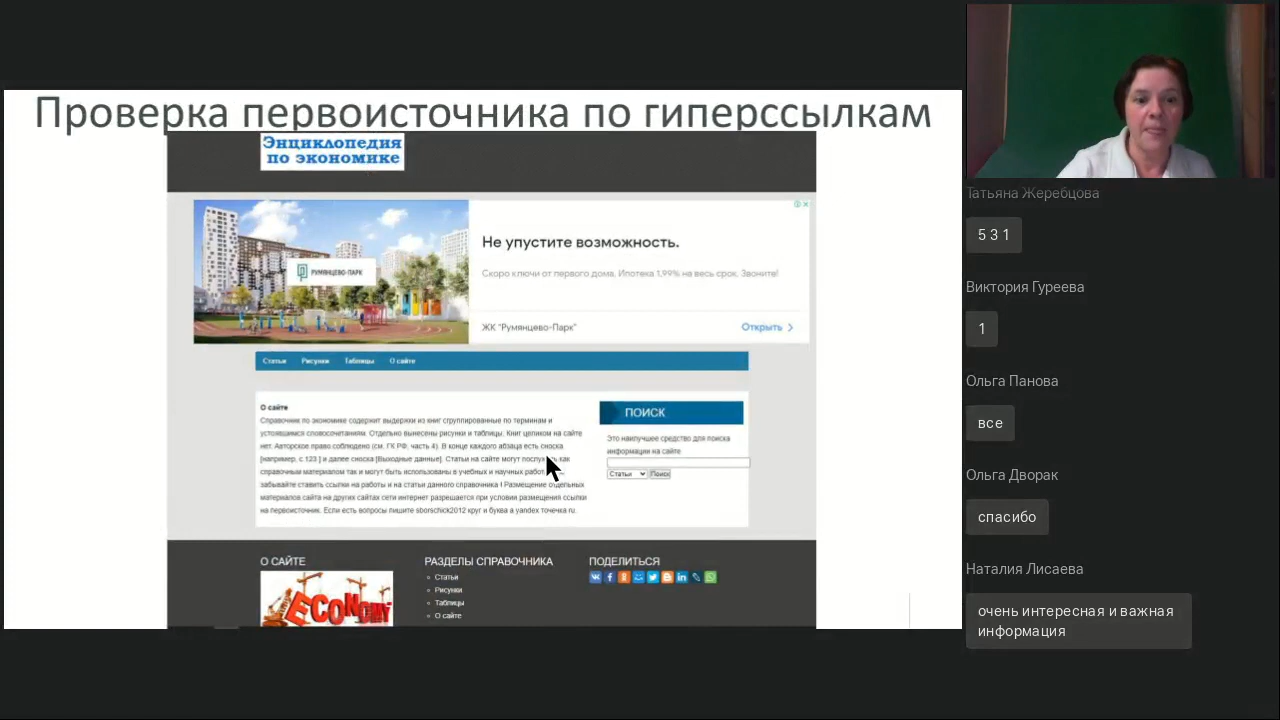 Проверка первоисточника по гиперссылкам
Энциклопедия
по экономике
РУМЯНЦЕВО-ПАРК
Не упустите возможность.
Скоро ключи от первого дома. Ипотека 1,99% на весь срок. Звоните!
ЖК "Румянцево-Парк"
Открыть
Статьи Рисунки Таблицы О сайте
О сайте
Справочник по экономике содержит выдержки из книг сгруппированные по терминам и
устоявшимся словосочетаниям. Отдельно вынесены рисунки и таблицы. Книг целиком на сайте
нет. Авторское право соблюдено (см. ГК РФ, часть 4). В конце каждого абзаца есть сноска
[например, с.123 ] и далее сноска [Выходные данные]. Статьи на сайте могут как
справочным материалом так и могут быть использованы в учебных и научных
забывайте ставить ссылки на работы и на статьи данного справочника ! Размещение отдельных
материалов сайта на других сайтах сети интернет разрешается при условии размещения ссылки
на первоисточник. Если есть вопросы пишите sborschick2012 круг и буква а yandex точечка ru.
ПОИСК
Это наилучшее средство для поиска
информации на сайте
Статьи Поиск
О САЙТЕ
ECONOMY
РАЗДЕЛЫ СПРАВОЧНИКА
Статьи
Рисунки
Таблицы
О сайте
ПОДЕЛИТЬСЯ
Татьяна Жеребцова
5 3 1
Виктория Гуреева
1
Ольга Панова
все
Ольга Дворак
спасибо
Наталия Лисаева
очень интересная и важная
информация